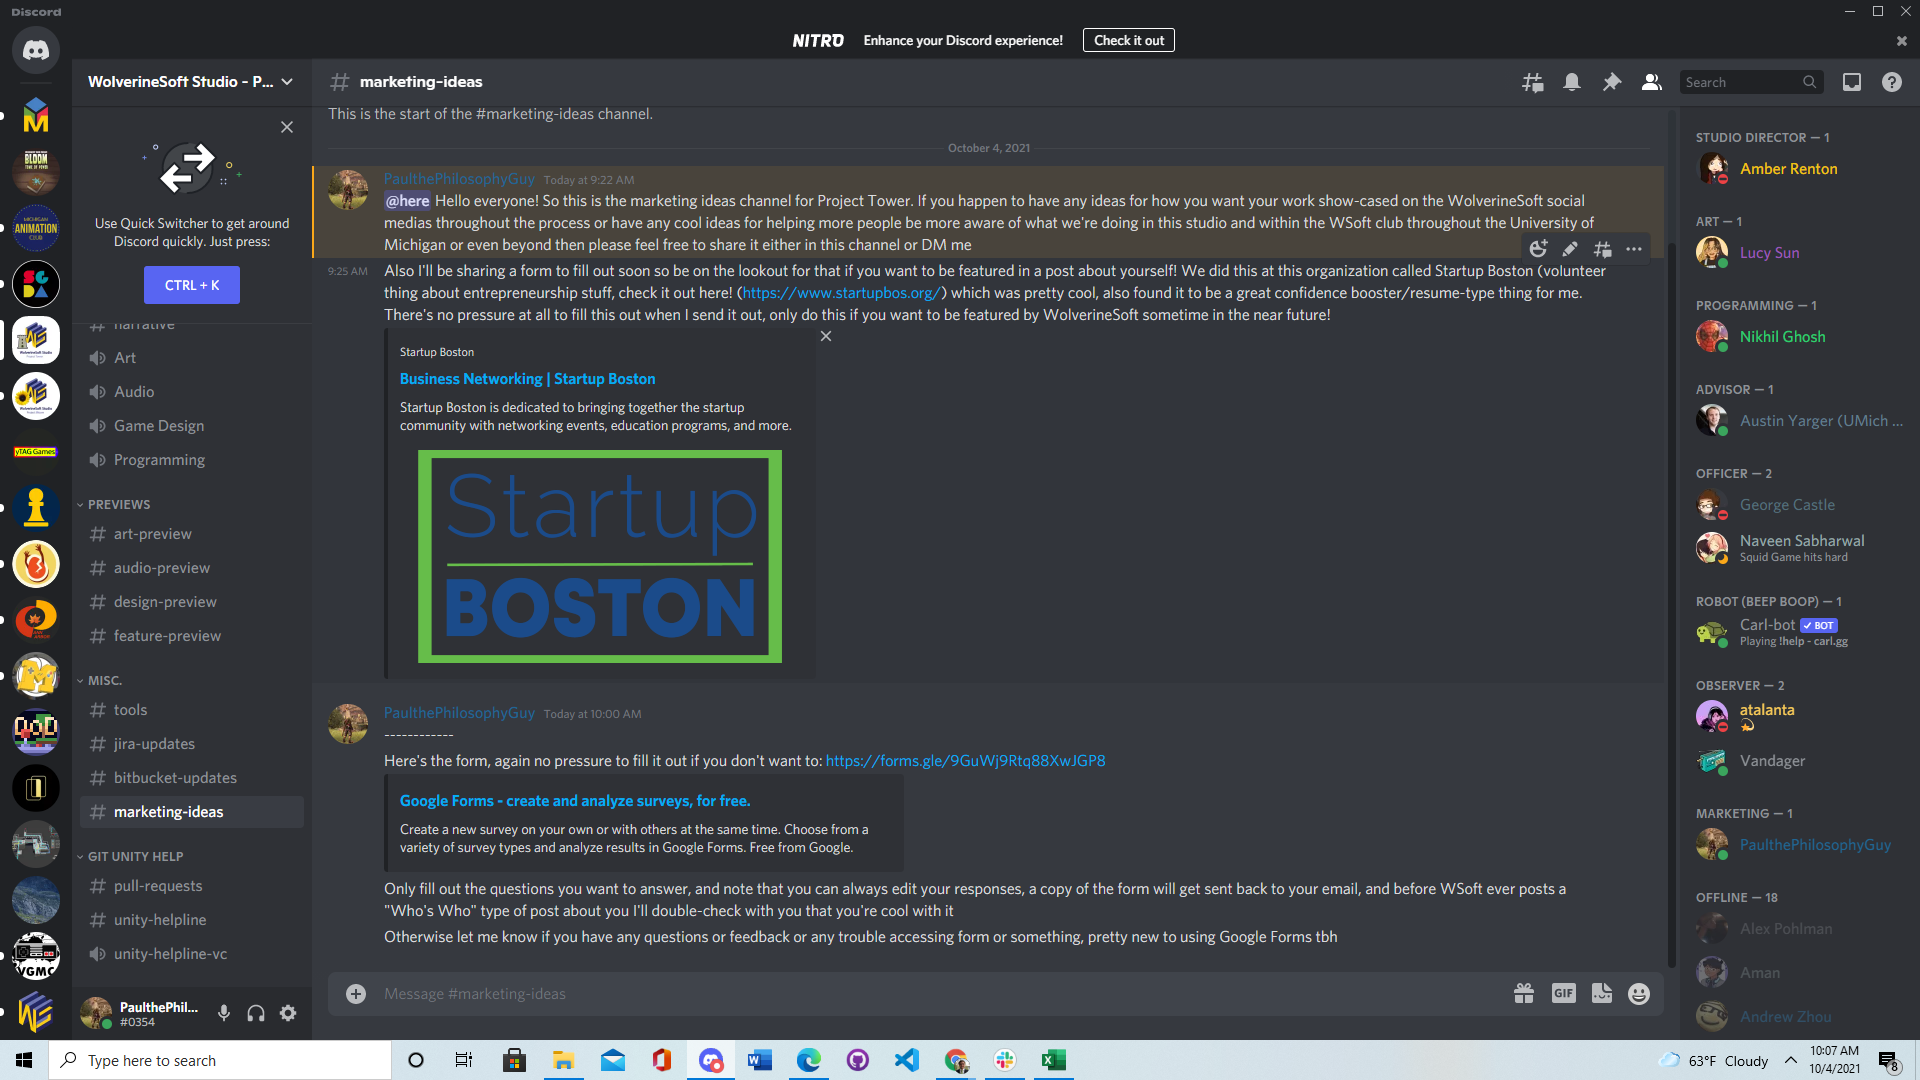 Discord
NITRO Enhance your Discord experience! Check it out
WolverineSoft Studio - P...
marketing-ideas
Search
Use Quick Switcher to get around
Discord quickly. Just press:
CTRL + K
narrative
Art
Audio
Game Design
Programming
PREVIEWS
art-preview
audio-preview
design-preview
feature-preview
MISC.
tools
jira-updates
bitbucket-updates
marketing-ideas
GIT UNITY HELP
pull-requests
unity-helpline
unity-helpline-vc
PaulthePhil...
#0354
This is the start of the #marketing-ideas channel.
October 4, 2021
PaulthePhilosophyGuy Today at 9:22 AM
@here Hello everyone! So this is the marketing ideas channel for Project Tower. If you happen to have any ideas for how you want your work show-cased on the WolverineSoft social
medias throughout the process or have any cool ideas for helping more people be more aware of what we're doing in this studio and within the WSoft club throughout the University of
Michigan or even beyond then please feel free to share it either in this channel or DM me
9:25 AM Also I'll be sharing a form to fill out soon so be on the lookout for that if you want to be featured in a post about yourself! We did this at this organization called Startup Boston (volunteer
thing about entrepreneurship stuff, check it out here! (https://www.startupbos.org/) which was pretty cool, also found it to be a great confidence booster/resume-type thing for me.
There's no pressure at all to fill this out when I send it out, only do this if you want to be featured by WolverineSoft sometime in the near future!
Startup Boston
Business Networking | Startup Boston
Startup Boston is dedicated to bringing together the startup
community with networking events, education programs, and more.
Startup
BOSTON
PaulthePhilosophyGuy Today at 10:00 AM
------------
Here's the form, again no pressure to fill it out if you don't want to: https://forms.gle/9GuWj9Rtq88XwJGP8
Google Forms - create and analyze surveys, for free.
Create a new survey on your own or with others at the same time. Choose from a
variety of survey types and analyze results in Google Forms. Free from Google.
Only fill out the questions you want to answer, and note that you can always edit your responses, a copy of the form will get sent back to your email, and before WSoft ever posts a
"Who's Who" type of post about you I'll double-check with you that you're cool with it
Otherwise let me know if you have any questions or feedback or any trouble accessing form or something, pretty new to using Google Forms tbh
Message #marketing-ideas
GIF
STUDIO DIRECTOR — 1
Amber Renton
ART — 1
Lucy Sun
PROGRAMMING — 1
Nikhil Ghosh
ADVISOR — 1
Austin Yarger (UMich ...
OFFICER — 2
George Castle
Naveen Sabharwal
Squid Game hits hard
ROBOT (BEEP BOOP) — 1
Carl-bot BOT
Playing !help - carl.gg
OBSERVER — 2
atalanta
Vandager
MARKETING — 1
PaulthePhilosophyGuy
OFFLINE — 18
Alex Pohlman
Aman
Andrew Zhou
M
BLOOM
MICHIGAN
ANIMATION
CLUB
yTAG Games
VGMC
Type here to search
63°F Cloudy
10:07 AM
10/4/2021
8